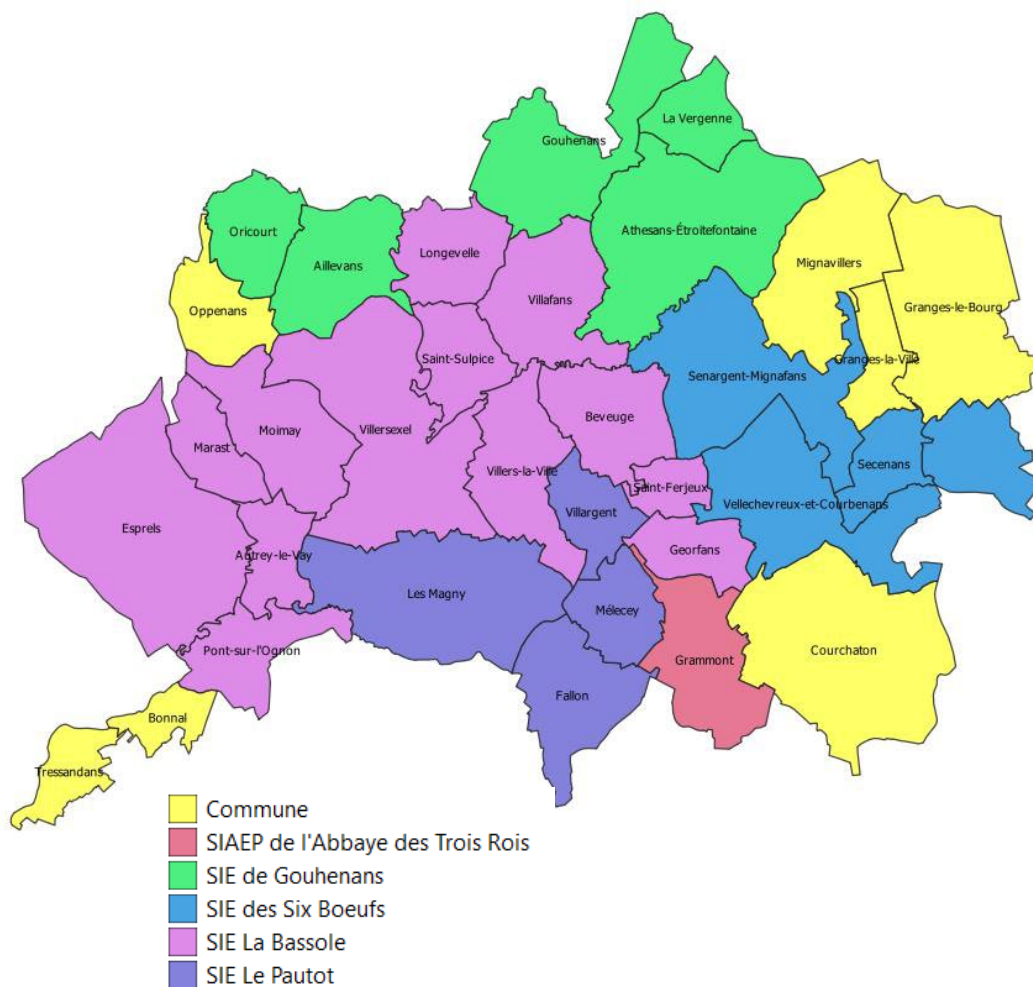 La Vergenne
Gouhenans
Oricourt
Athesans-Étroitefontaine
Longevelle
Aillevans
Mignavillers
Villafans
Granges-le-Bourg
Oppenans
Saint-Sulpice
Granges-la-Ville
Senargent-Mignafans
Beveuge
Villersexel
Moimay
Marast
Secenans
Villers-la-Ville
Saint-Ferjeux
Vellechevreux-et-Courbenans
Villargent
Esprels
Autrey-le-Vay
Georfans
Les Magny
Mélecey
Pont-sur-l'Ognon
Courchaton
Grammont
Fallon
Bonnal
Tressandans
Commune
SIAEP de l'Abbaye des Trois Rois
SIE de Gouhenans
SIE des Six Boeufs
SIE La Bassole
SIE Le Pautot